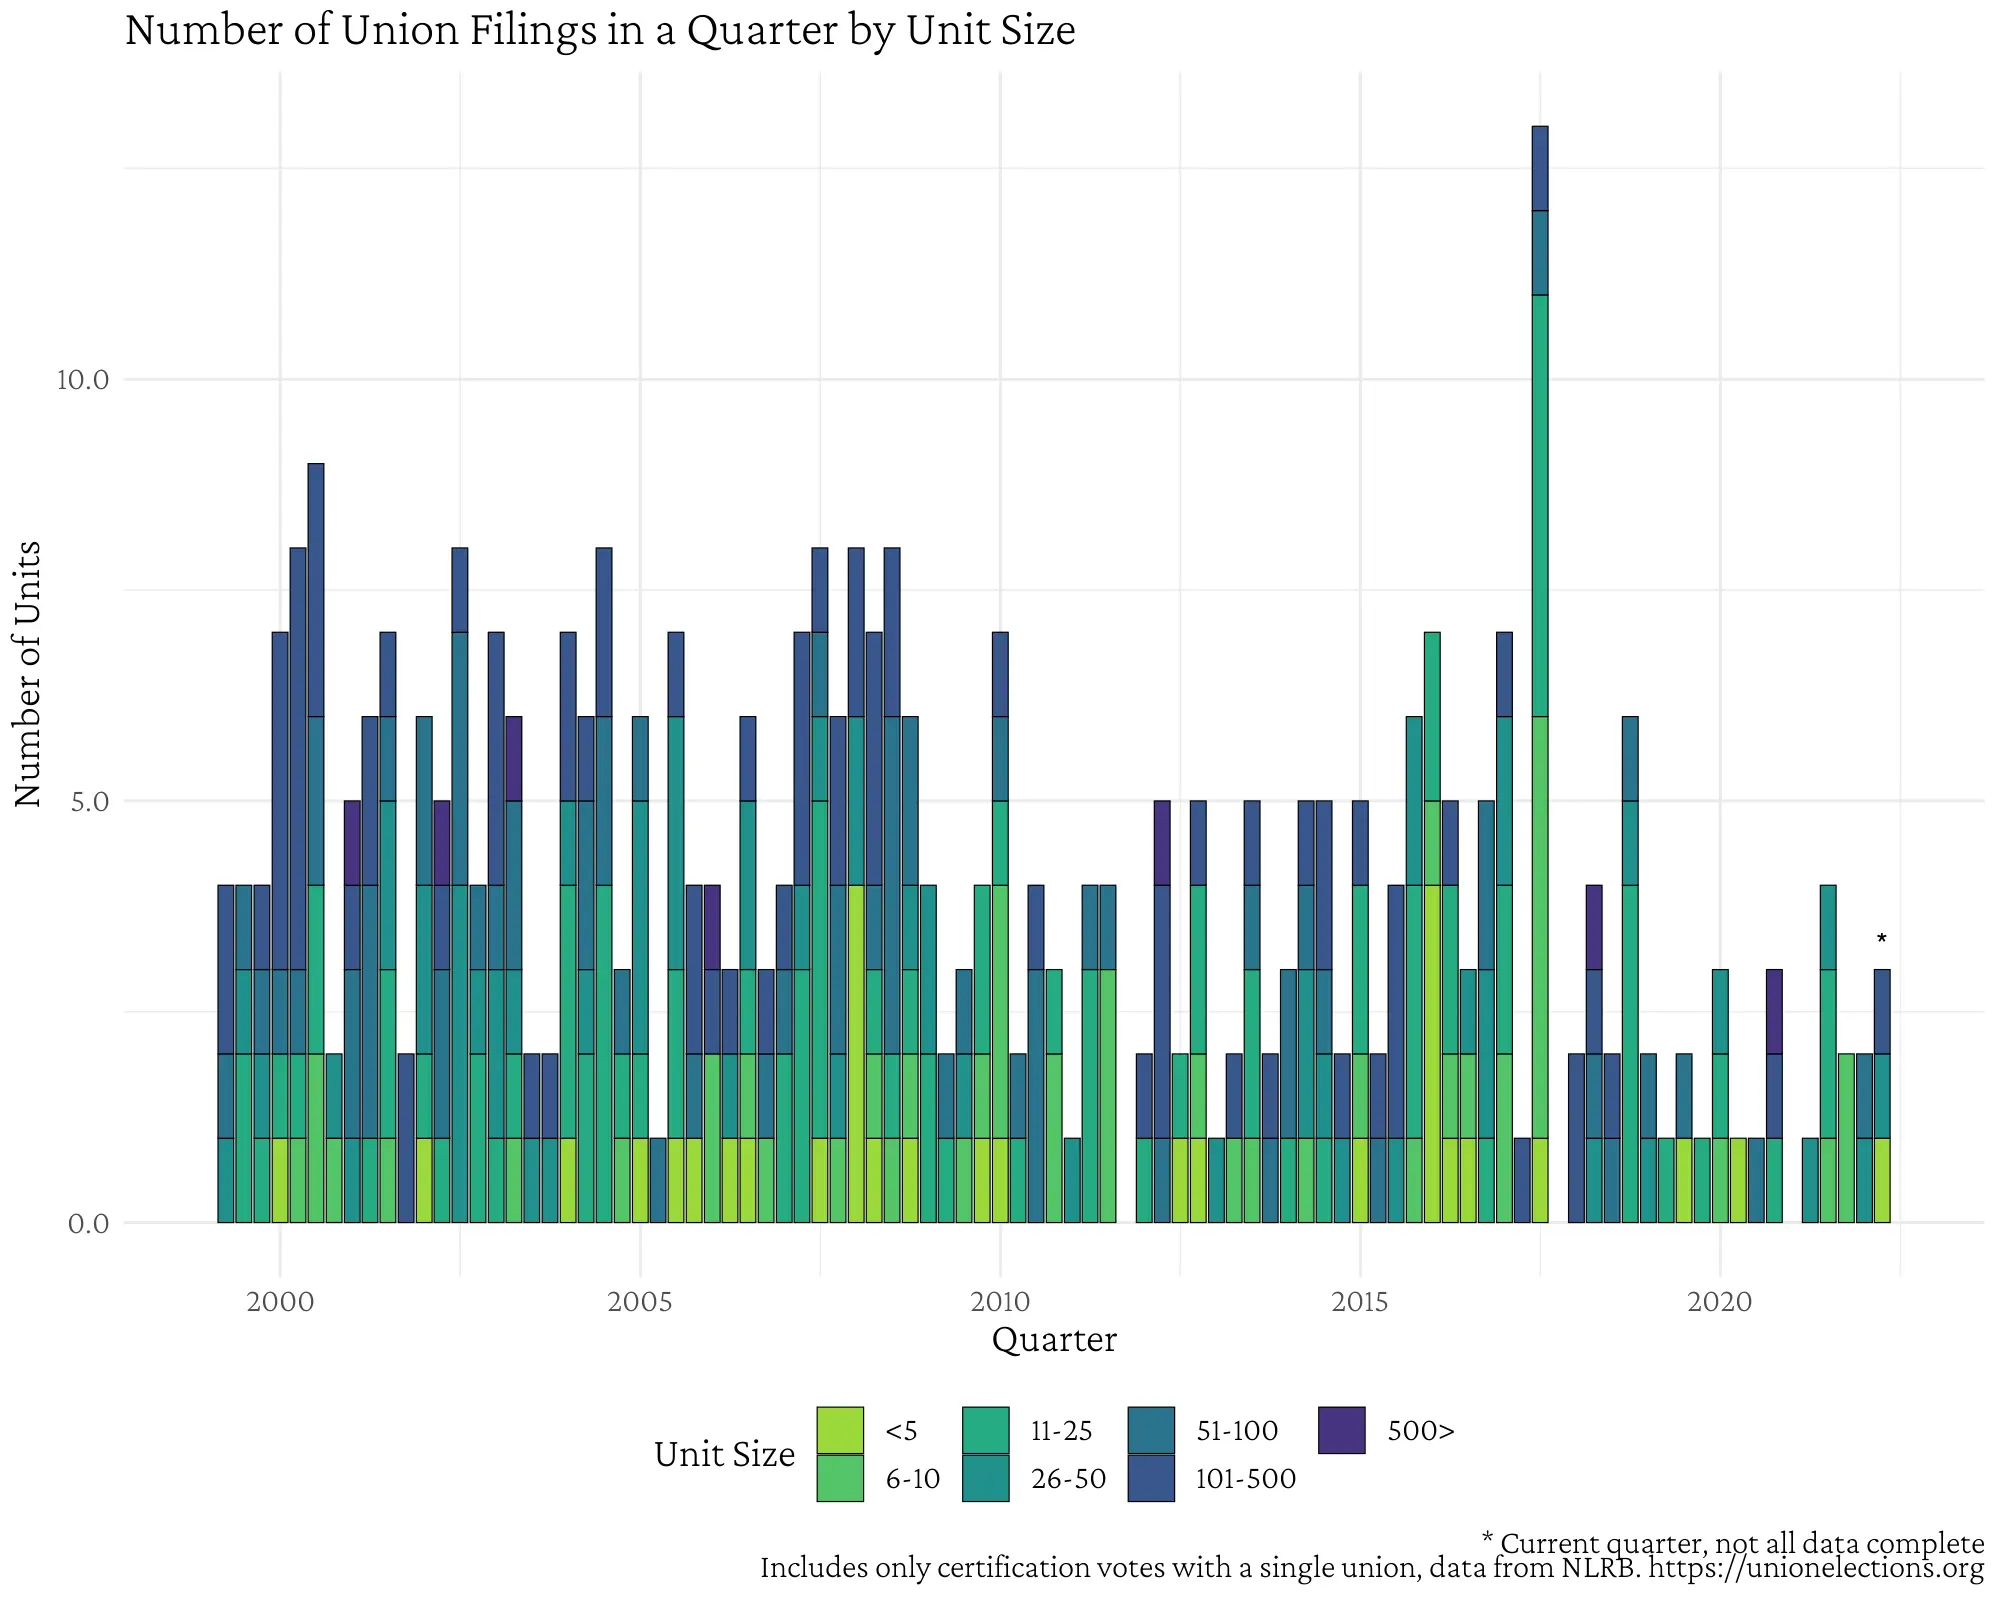 Number of Union Filings in a Quarter by Unit Size
Number of Units
10.0
5.0
0.0
*
2000 2005 2010 2015 2020
Quarter
Unit Size
<5 11-25 51-100 500>
6-10 26-50 101-500
* Current quarter, not all data complete
Includes only certification votes with a single union, data from NLRB. https://unionelections.org